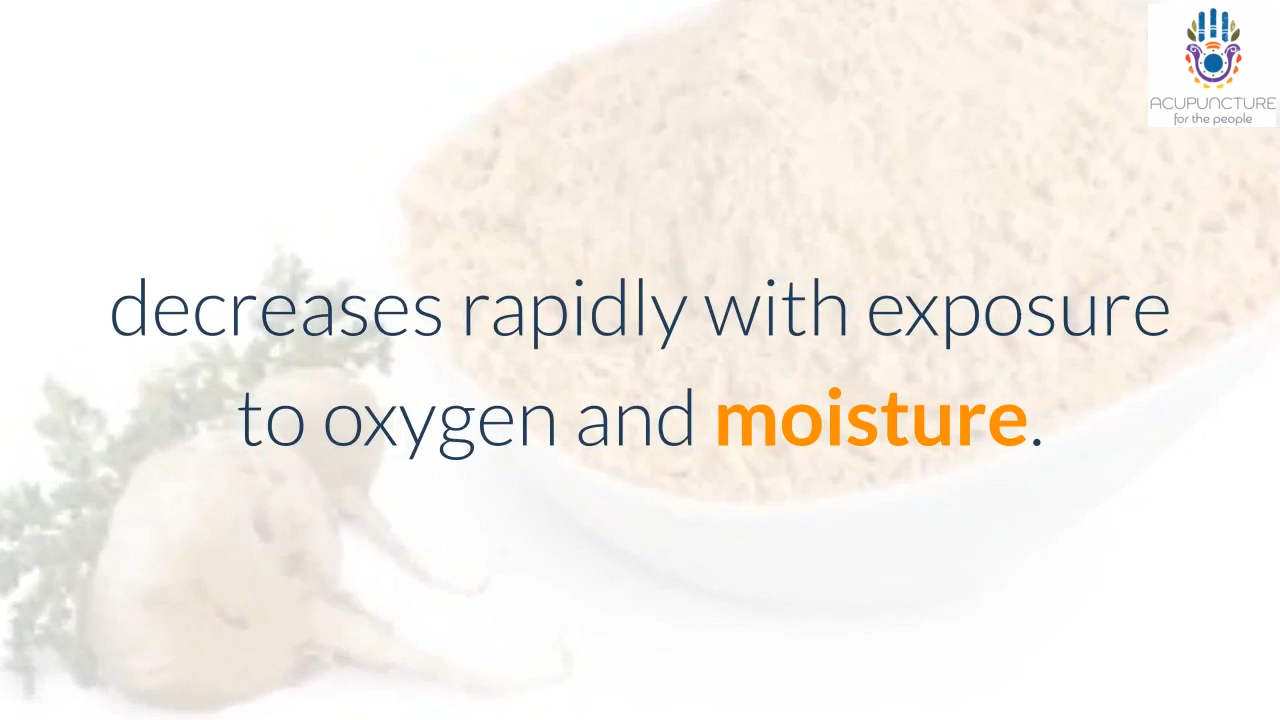 ACUPUNCTURE
for the people
decreases rapidly with exposure
to oxygen and moisture.